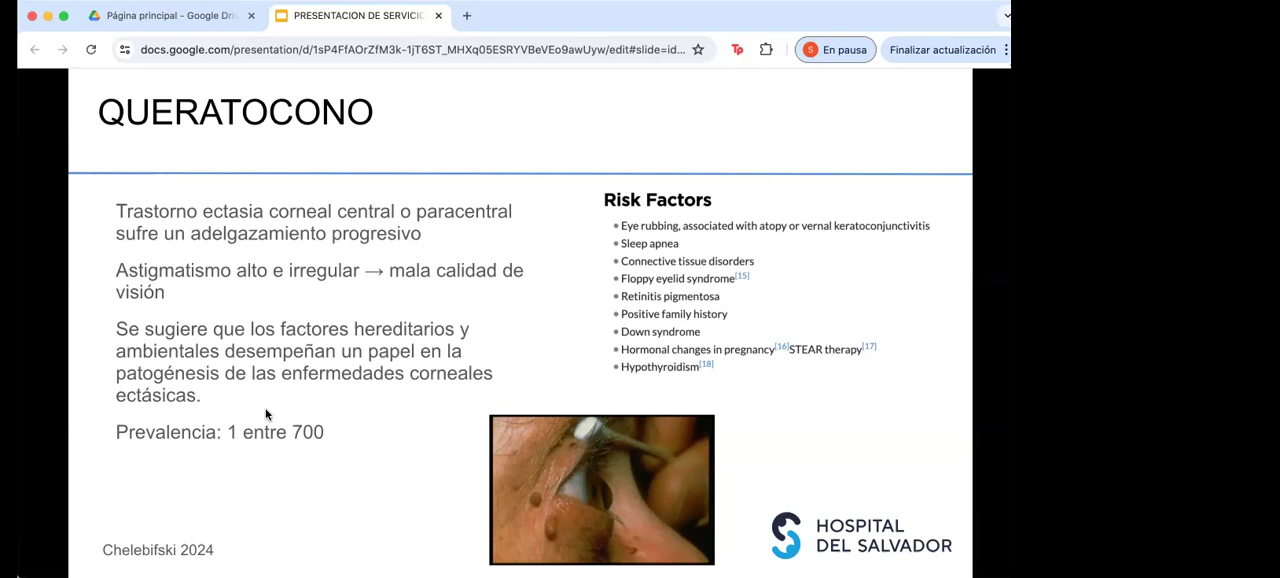 Página principal - Google Dri
PRESENTACION DE SERVICIO
docs.google.com/presentation/d/1sP4FfAOrZfM3k-1jT6ST_MHXq05ESRYVBeVEo9awUyw/edit#slide=id...
S
En pausa
Finalizar actualización
QUERATOCONO
Trastorno ectasia corneal central o paracentral
sufre un adelgazamiento progresivo
Astigmatismo alto e irregular → mala calidad de
visión
Se sugiere que los factores hereditarios y
ambientales desempeñan un papel en la
patogénesis de las enfermedades corneales
ectásicas.
Prevalencia: 1 entre 700
Chelebifski 2024
Risk Factors
Eye rubbing, associated with atopy or vernal keratoconjunctivitis
Sleep apnea
Connective tissue disorders
Floppy eyelid syndrome[15]
Retinitis pigmentosa
Positive family history
Down syndrome
Hormonal changes in pregnancy[16]STEAR therapy[17]
Hypothyroidism[18]
HOSPITAL
DEL SALVADOR